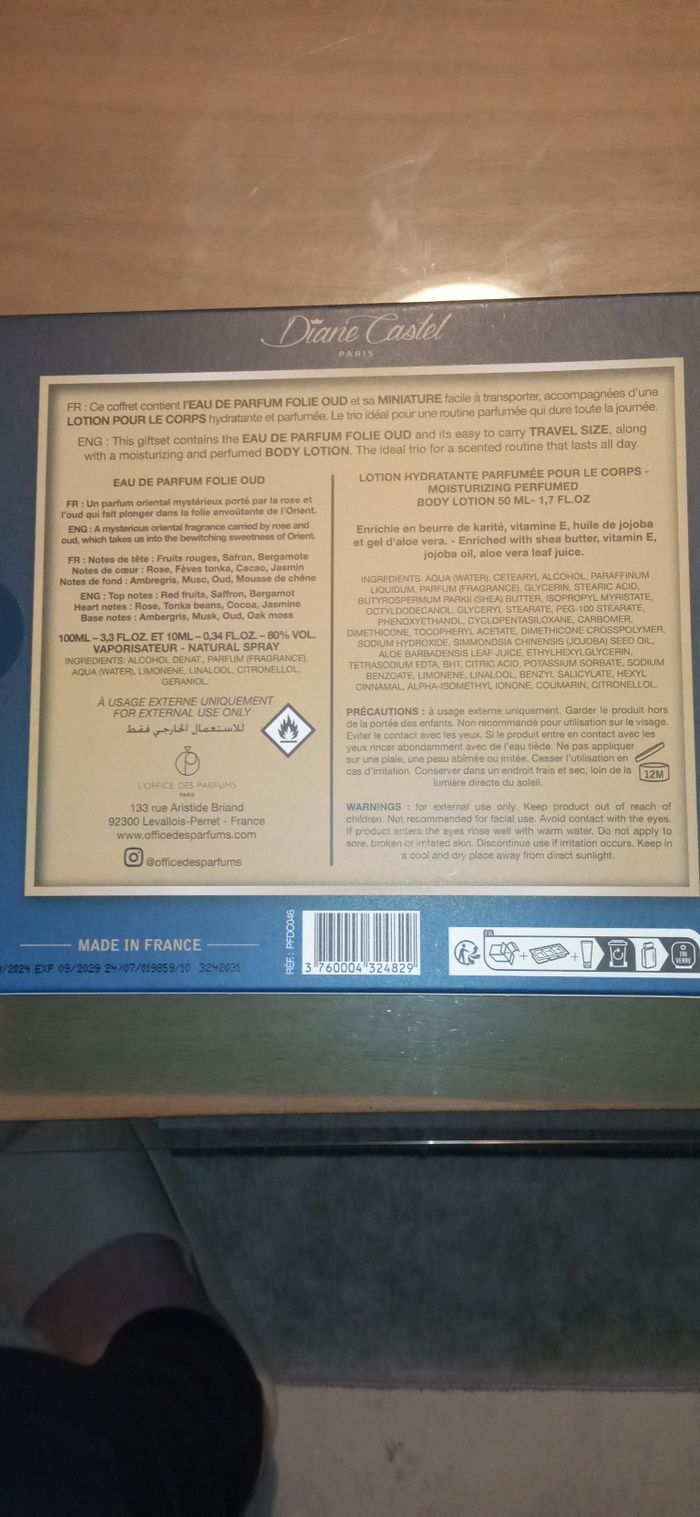 Diane Castel
PARIS
FR : Ce coffret contient l'EAU DE PARFUM FOLIE OUD et sa MINIATURE facile à transporter, accompagnées d'une
LOTION POUR LE CORPS hydratante et parfumée. Le trio idéal pour une routine parfumée qui dure toute la journée.
ENG : This giftset contains the EAU DE PARFUM FOLIE OUD and its easy to carry TRAVEL SIZE, along
with a moisturizing and perfumed BODY LOTION. The ideal trio for a scented routine that lasts all day.
EAU DE PARFUM FOLIE OUD
FR : Un parfum oriental mystérieux porté par la rose et
l'oud qui fait plonger dans la folie envoûtante de l'Orient.
ENG : A mysterious oriental fragrance carried by rose and
oud, which takes us into the bewitching sweetness of Orient.
FR : Notes de tête : Fruits rouges, Safran, Bergamote
Notes de cœur : Rose, Fèves tonka, Cacao, Jasmin
Notes de fond : Ambregris, Musc, Oud, Mousse de chêne
ENG : Top notes : Red fruits, Saffron, Bergamot
Heart notes : Rose, Tonka beans, Cocoa, Jasmine
Base notes : Ambergris, Musk, Oud, Oak moss
100ML – 3,3 FL.OZ. ET 10ML – 0,34 FL.OZ. – 80% VOL.
VAPORISATEUR - NATURAL SPRAY
INGREDIENTS: ALCOHOL DENAT., PARFUM (FRAGRANCE),
AQUA (WATER), LIMONENE, LINALOOL, CITRONELLOL,
GERANIOL.
À USAGE EXTERNE UNIQUEMENT
FOR EXTERNAL USE ONLY
للاستعمال الخارجي فقط
L'OFFICE DES PARFUMS
PARIS
133 rue Aristide Briand
92300 Levallois-Perret - France
www.officedesparfums.com
@officedesparfums
LOTION HYDRATANTE PARFUMÉE POUR LE CORPS -
MOISTURIZING PERFUMED
BODY LOTION 50 ML- 1,7 FL.OZ
Enrichie en beurre de karité, vitamine E, huile de jojoba
et gel d'aloe vera. - Enriched with shea butter, vitamin E,
jojoba oil, aloe vera leaf juice.
INGREDIENTS: AQUA (WATER), CETEARYL ALCOHOL, PARAFFINUM
LIQUIDUM, PARFUM (FRAGRANCE), GLYCERIN, STEARIC ACID,
BUTYROSPERMUM PARKII (SHEA) BUTTER, ISOPROPYL MYRISTATE,
OCTYLDODECANOL, GLYCERYL STEARATE, PEG-100 STEARATE,
PHENOXYETHANOL, CYCLOPENTASILOXANE, CARBOMER,
DIMETHICONE, TOCOPHERYL ACETATE, DIMETHICONE CROSSPOLYMER,
SODIUM HYDROXIDE, SIMMONDSIA CHINENSIS (JOJOBA) SEED OIL,
ALOE BARBADENSIS LEAF JUICE, ETHYLHEXYLGLYCERIN,
TETRASODIUM EDTA, BHT, CITRIC ACID, POTASSIUM SORBATE, SODIUM
BENZOATE, LIMONENE, LINALOOL, BENZYL SALICYLATE, HEXYL
CINNAMAL, ALPHA-ISOMETHYL IONONE, COUMARIN, CITRONELLOL.
PRÉCAUTIONS : à usage externe uniquement. Garder le produit hors
de la portée des enfants. Non recommandé pour utilisation sur le visage.
Eviter le contact avec les yeux. Si le produit entre en contact avec les
yeux rincer abondamment avec de l'eau tiède. Ne pas appliquer
sur une plaie, une peau abîmée ou irritée. Cesser l'utilisation en
cas d'irritation. Conserver dans un endroit frais et sec, loin de la
lumière directe du soleil.
12M
WARNINGS : for external use only. Keep product out of reach of
children. Not recommended for facial use. Avoid contact with the eyes.
If product enters the eyes rinse well with warm water. Do not apply to
sore, broken or irritated skin. Discontinue use if irritation occurs. Keep in
a cool and dry place away from direct sunlight.
MADE IN FRANCE
/2024 EXP 09/2029 24/07/019859/10 3242031
RÉF : PFDC046
3 760004 324829
FR
TRI
VERRE